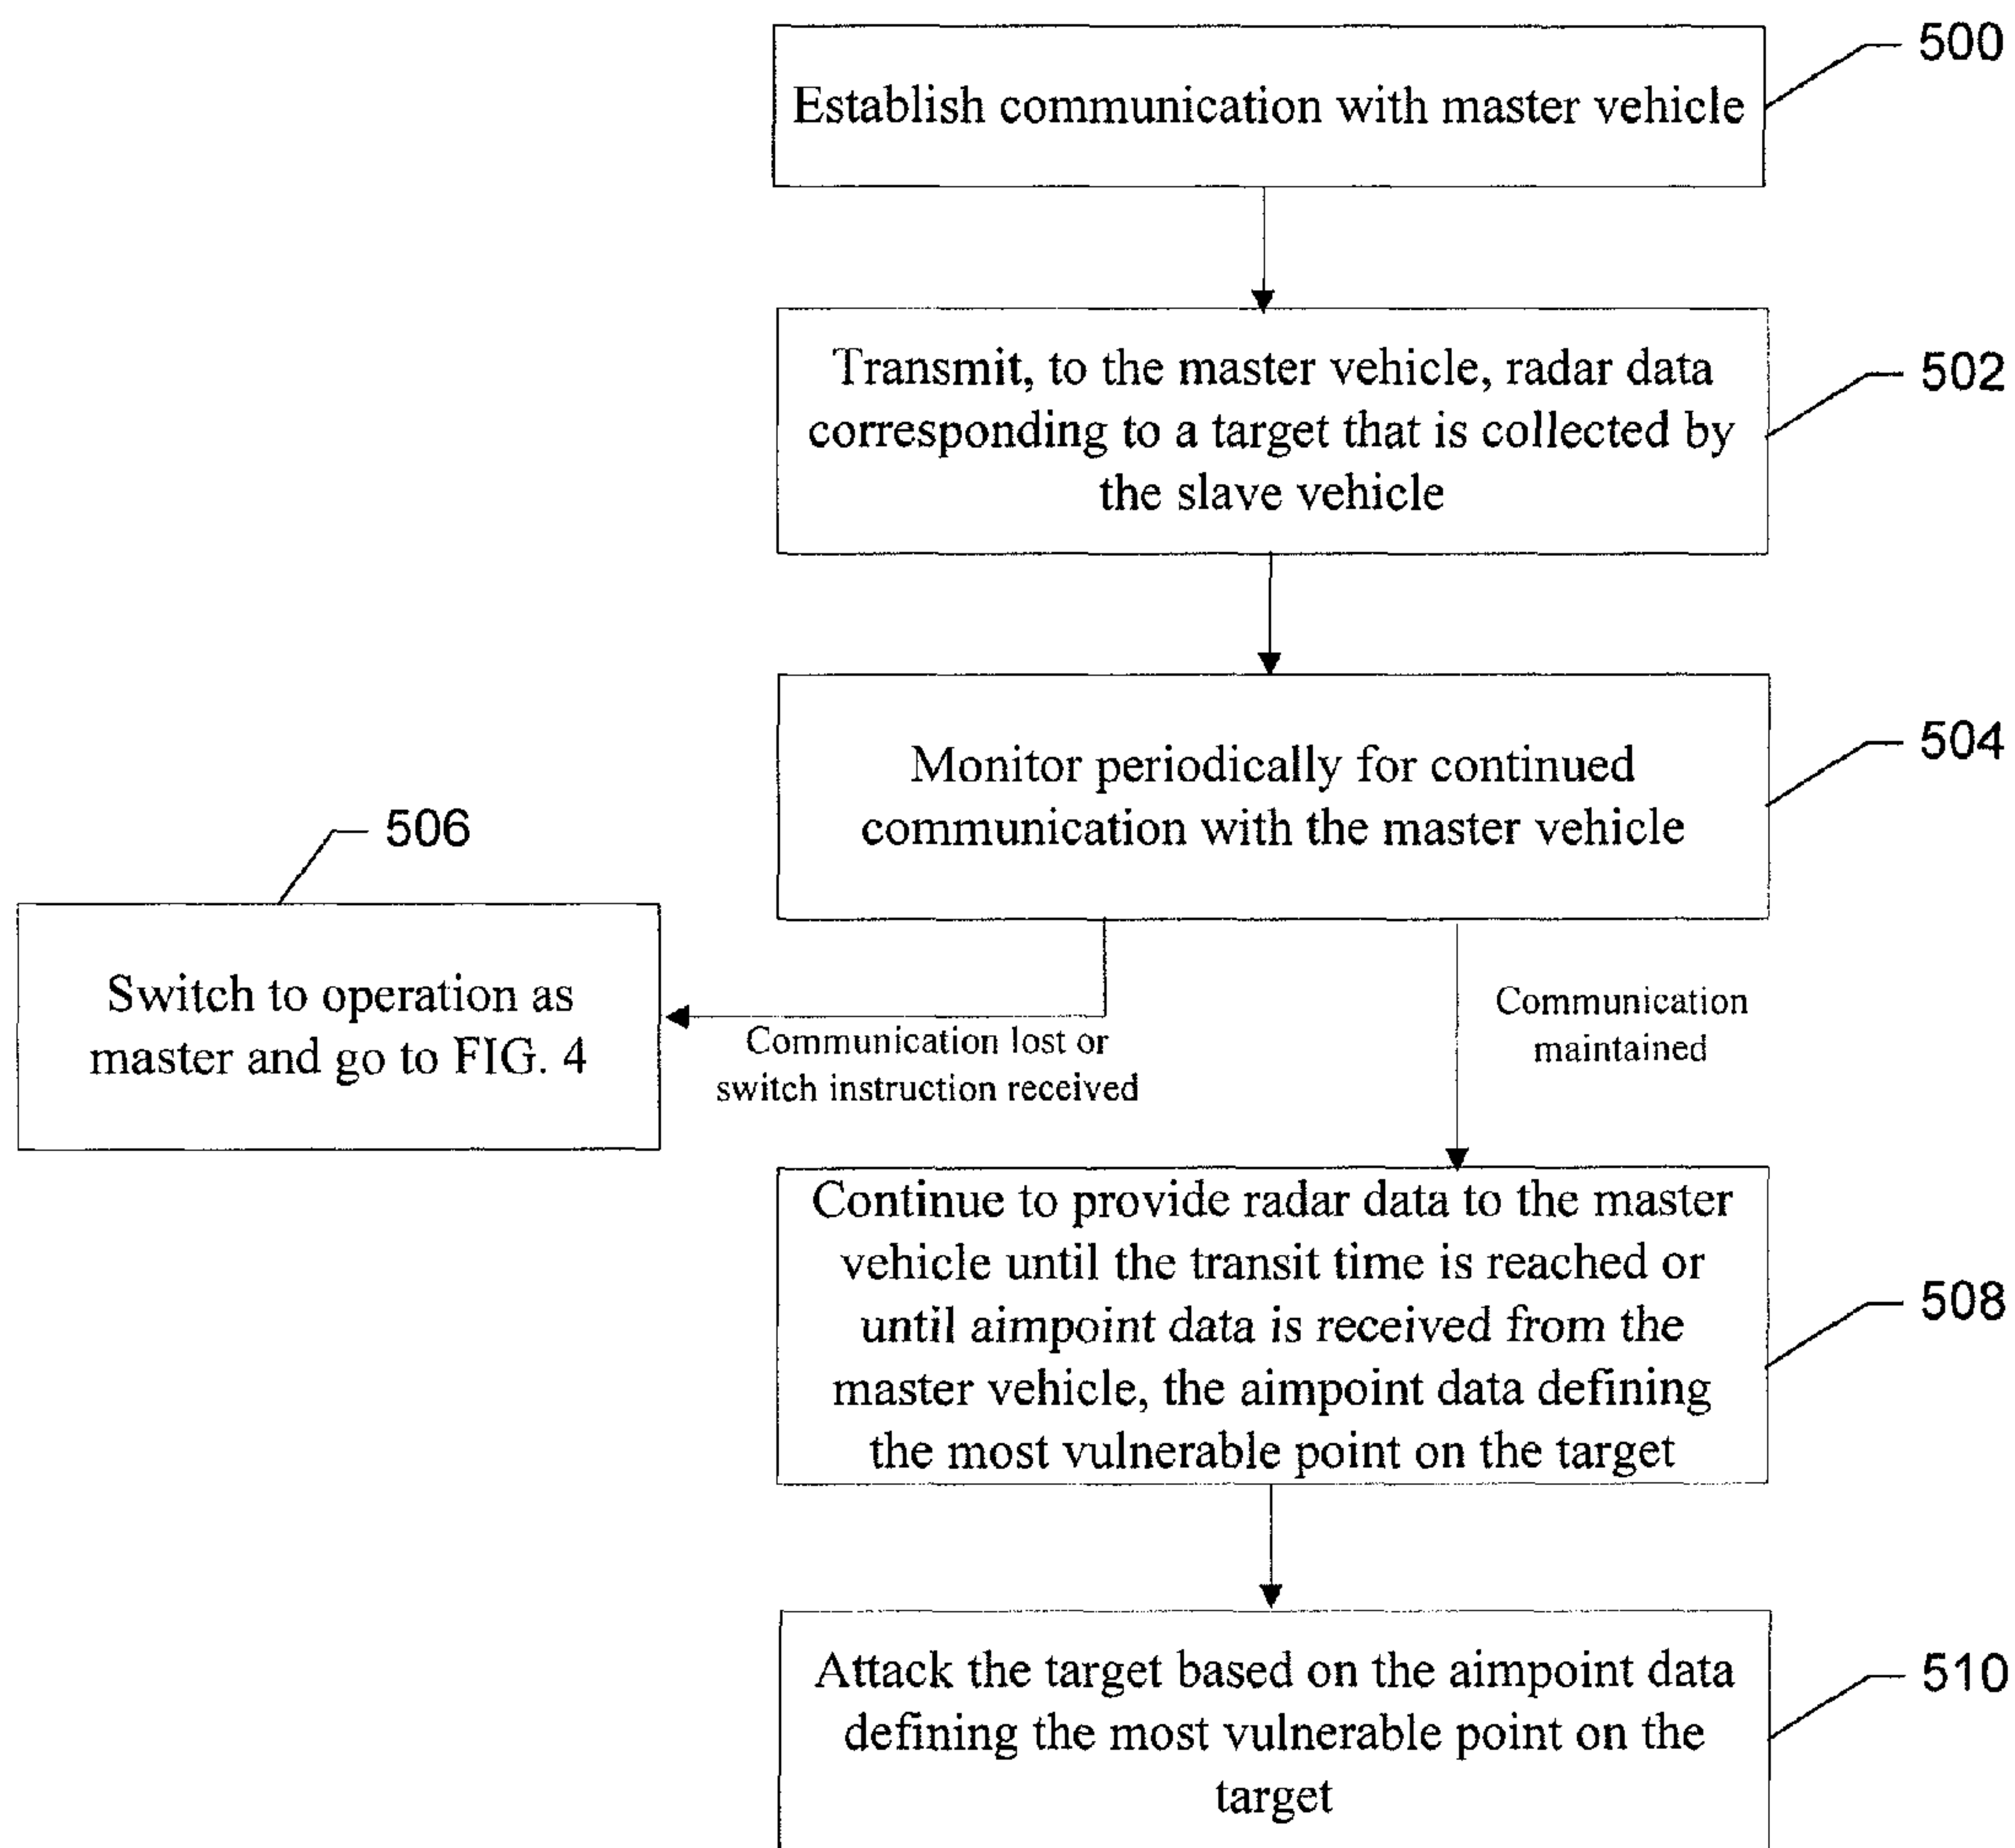 500
Establish communication with master vehicle
Transmit, to the master vehicle, radar data
corresponding to a target that is collected by
the slave vehicle
502
Monitor periodically for continued
communication with the master vehicle
504
506
Switch to operation as
master and go to FIG. 4
Communication lost or
switch instruction received
Communication
maintained
Continue to provide radar data to the master
vehicle until the transit time is reached or
until aimpoint data is received from the
master vehicle, the aimpoint data defining
the most vulnerable point on the target
508
Attack the target based on the aimpoint data
defining the most vulnerable point on the
target
510